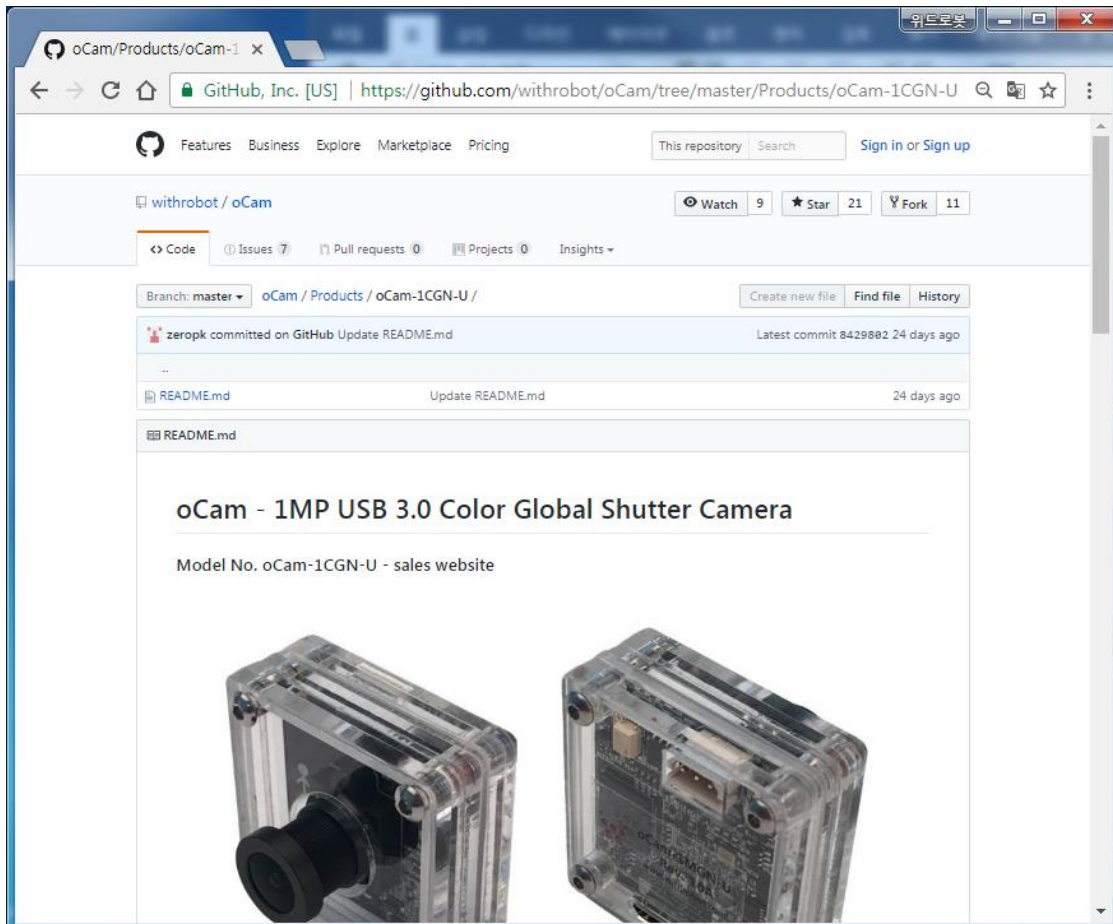 위드로봇
oCam/Products/oCam-1
GitHub, Inc. [US] | https://github.com/withrobot/oCam/tree/master/Products/oCam-1CGN-U
Features Business Explore Marketplace Pricing This repository Search Sign in or Sign up
withrobot / oCam Watch 9 Star 21 Fork 11
Code Issues 7 Pull requests 0 Projects 0 Insights
Branch: master oCam / Products / oCam-1CGN-U / Create new file Find file History
zeropk committed on GitHub Update README.md Latest commit 8429802 24 days ago
..
README.md Update README.md 24 days ago
README.md
oCam - 1MP USB 3.0 Color Global Shutter Camera
Model No. oCam-1CGN-U - sales website